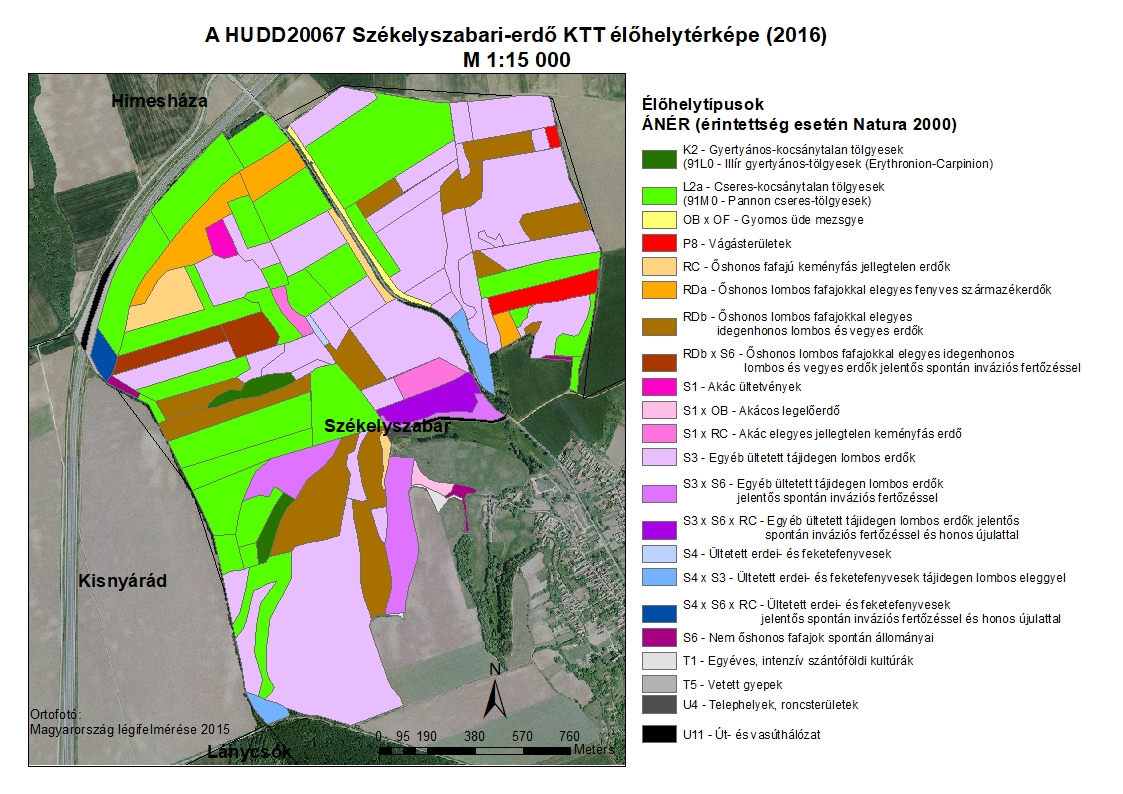 A HUDD20067 Székelyszabari-erdő KTT élőhelytérképe (2016)
M 1:15 000
Himesháza
Székelyszabar
Kisnyárád
Lánycsók
Ortofotó:
Magyarország légifelmérése 2015
N
0 95 190 380 570 760
Meters
Élőhelytípusok
ÁNÉR (érintettség esetén Natura 2000)
K2 - Gyertyános-kocsánytalan tölgyesek
(91L0 - Illír gyertyános-tölgyesek (Erythronion-Carpinion)
L2a - Cseres-kocsánytalan tölgyesek
(91M0 - Pannon cseres-tölgyesek)
OB x OF - Gyomos üde mezsgye
P8 - Vágásterületek
RC - Őshonos fafajú keményfás jellegtelen erdők
RDa - Őshonos lombos fafajokkal elegyes fenyves származékerdők
RDb - Őshonos lombos fafajokkal elegyes
idegenhonos lombos és vegyes erdők
RDb x S6 - Őshonos lombos fafajokkal elegyes idegenhonos
lombos és vegyes erdők jelentős spontán inváziós fertőzéssel
S1 - Akác ültetvények
S1 x OB - Akácos legelőerdő
S1 x RC - Akác elegyes jellegtelen keményfás erdő
S3 - Egyéb ültetett tájidegen lombos erdők
S3 x S6 - Egyéb ültetett tájidegen lombos erdők
jelentős spontán inváziós fertőzéssel
S3 x S6 x RC - Egyéb ültetett tájidegen lombos erdők jelentős
spontán inváziós fertőzéssel és honos újulattal
S4 - Ültetett erdei- és feketefenyvesek
S4 x S3 - Ültetett erdei- és feketefenyvesek tájidegen lombos eleggyel
S4 x S6 x RC - Ültetett erdei- és feketefenyvesek
jelentős spontán inváziós fertőzéssel és honos újulattal
S6 - Nem őshonos fafajok spontán állományai
T1 - Egyéves, intenzív szántóföldi kultúrák
T5 - Vetett gyepek
U4 - Telephelyek, roncsterületek
U11 - Út- és vasúthálózat